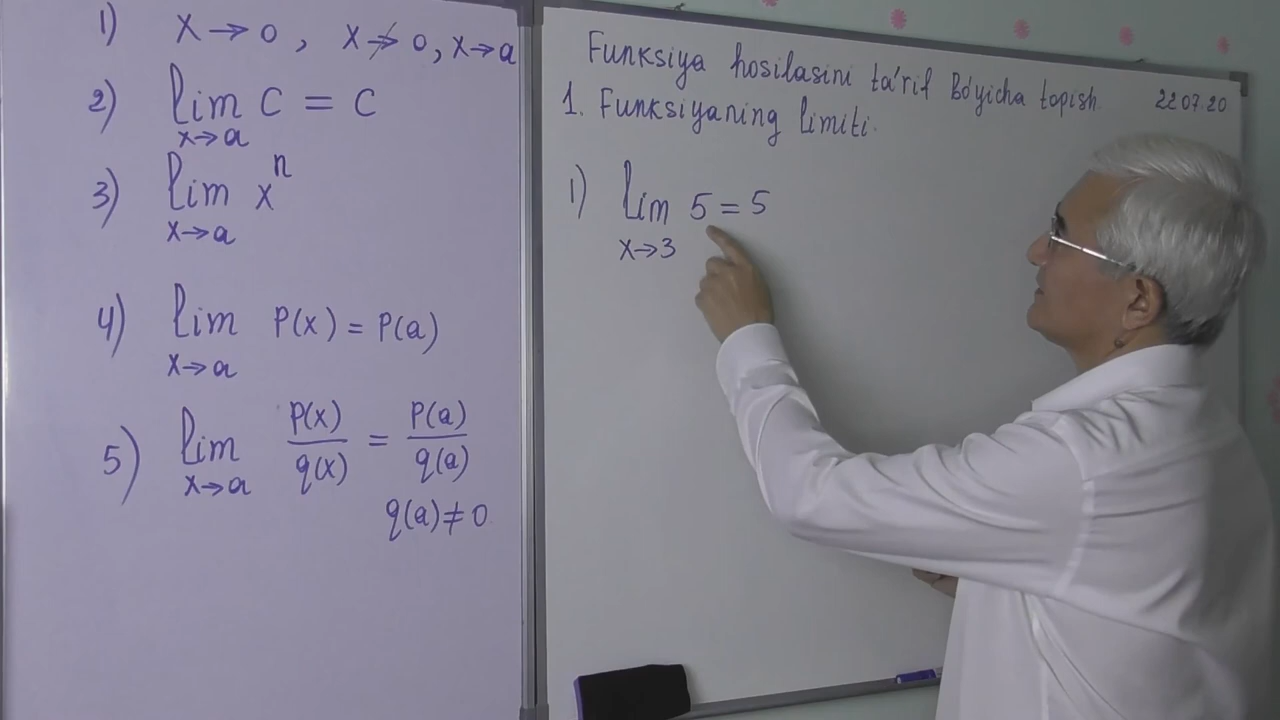 1) x→0, x↛0, x→a
2) lim C = C
x→a
3) lim xⁿ
x→a
4) lim P(x) = P(a)
x→a
5) lim P(x)/q(x) = P(a)/q(a)
x→a
q(a)≠0
Funksiya hosilasini ta'rif Bo'yicha topish. 22.07.20
1. Funksiyaning limiti.
1) lim 5 = 5
x→3